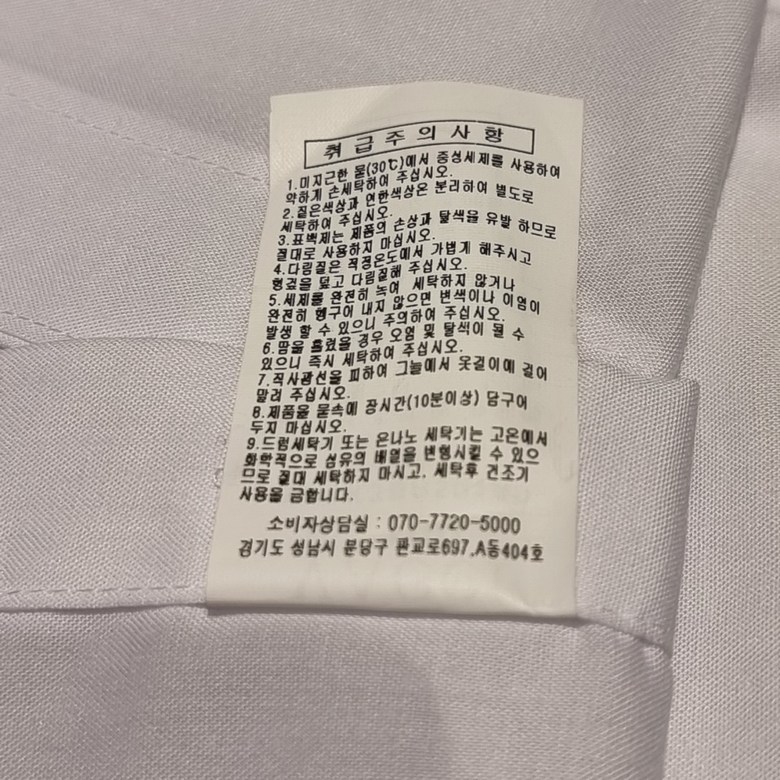 취급주의사항
1.미지근한 물(30℃)에서 중성세제를 사용하여
약하게 손세탁하여 주십시오.
2.짙은색상과 연한색상은 분리하여 별도로
세탁하여 주십시오.
3.표백제는 제품의 손상과 탈색을 유발 하므로
절대로 사용하지 마십시오.
4.다림질은 적정온도에서 가볍게 해주시고
헝겊을 덮고 다림질해 주십시오.
5.세제를 완전히 녹여 세탁하지 않거나
완전히 헹구어 내지 않으면 변색이나 이염이
발생 할 수 있으니 주의하여 주십시오.
6.땀을 흘렸을 경우 오염 및 탈색이 될 수
있으니 즉시 세탁하여 주십시오.
7.직사광선을 피하여 그늘에서 옷걸이에 걸어
말려 주십시오.
8.제품을 물속에 장시간(10분이상) 담구어
두지 마십시오.
9.드럼세탁기 또는 은나노 세탁기는 고온에서
화학적으로 섬유의 배열을 변형시킬 수 있으
므로 절대 세탁하지 마시고. 세탁후 건조기
사용을 금합니다.
소비자상담실 : 070-7720-5000
경기도 성남시 분당구 판교로697,A동404호